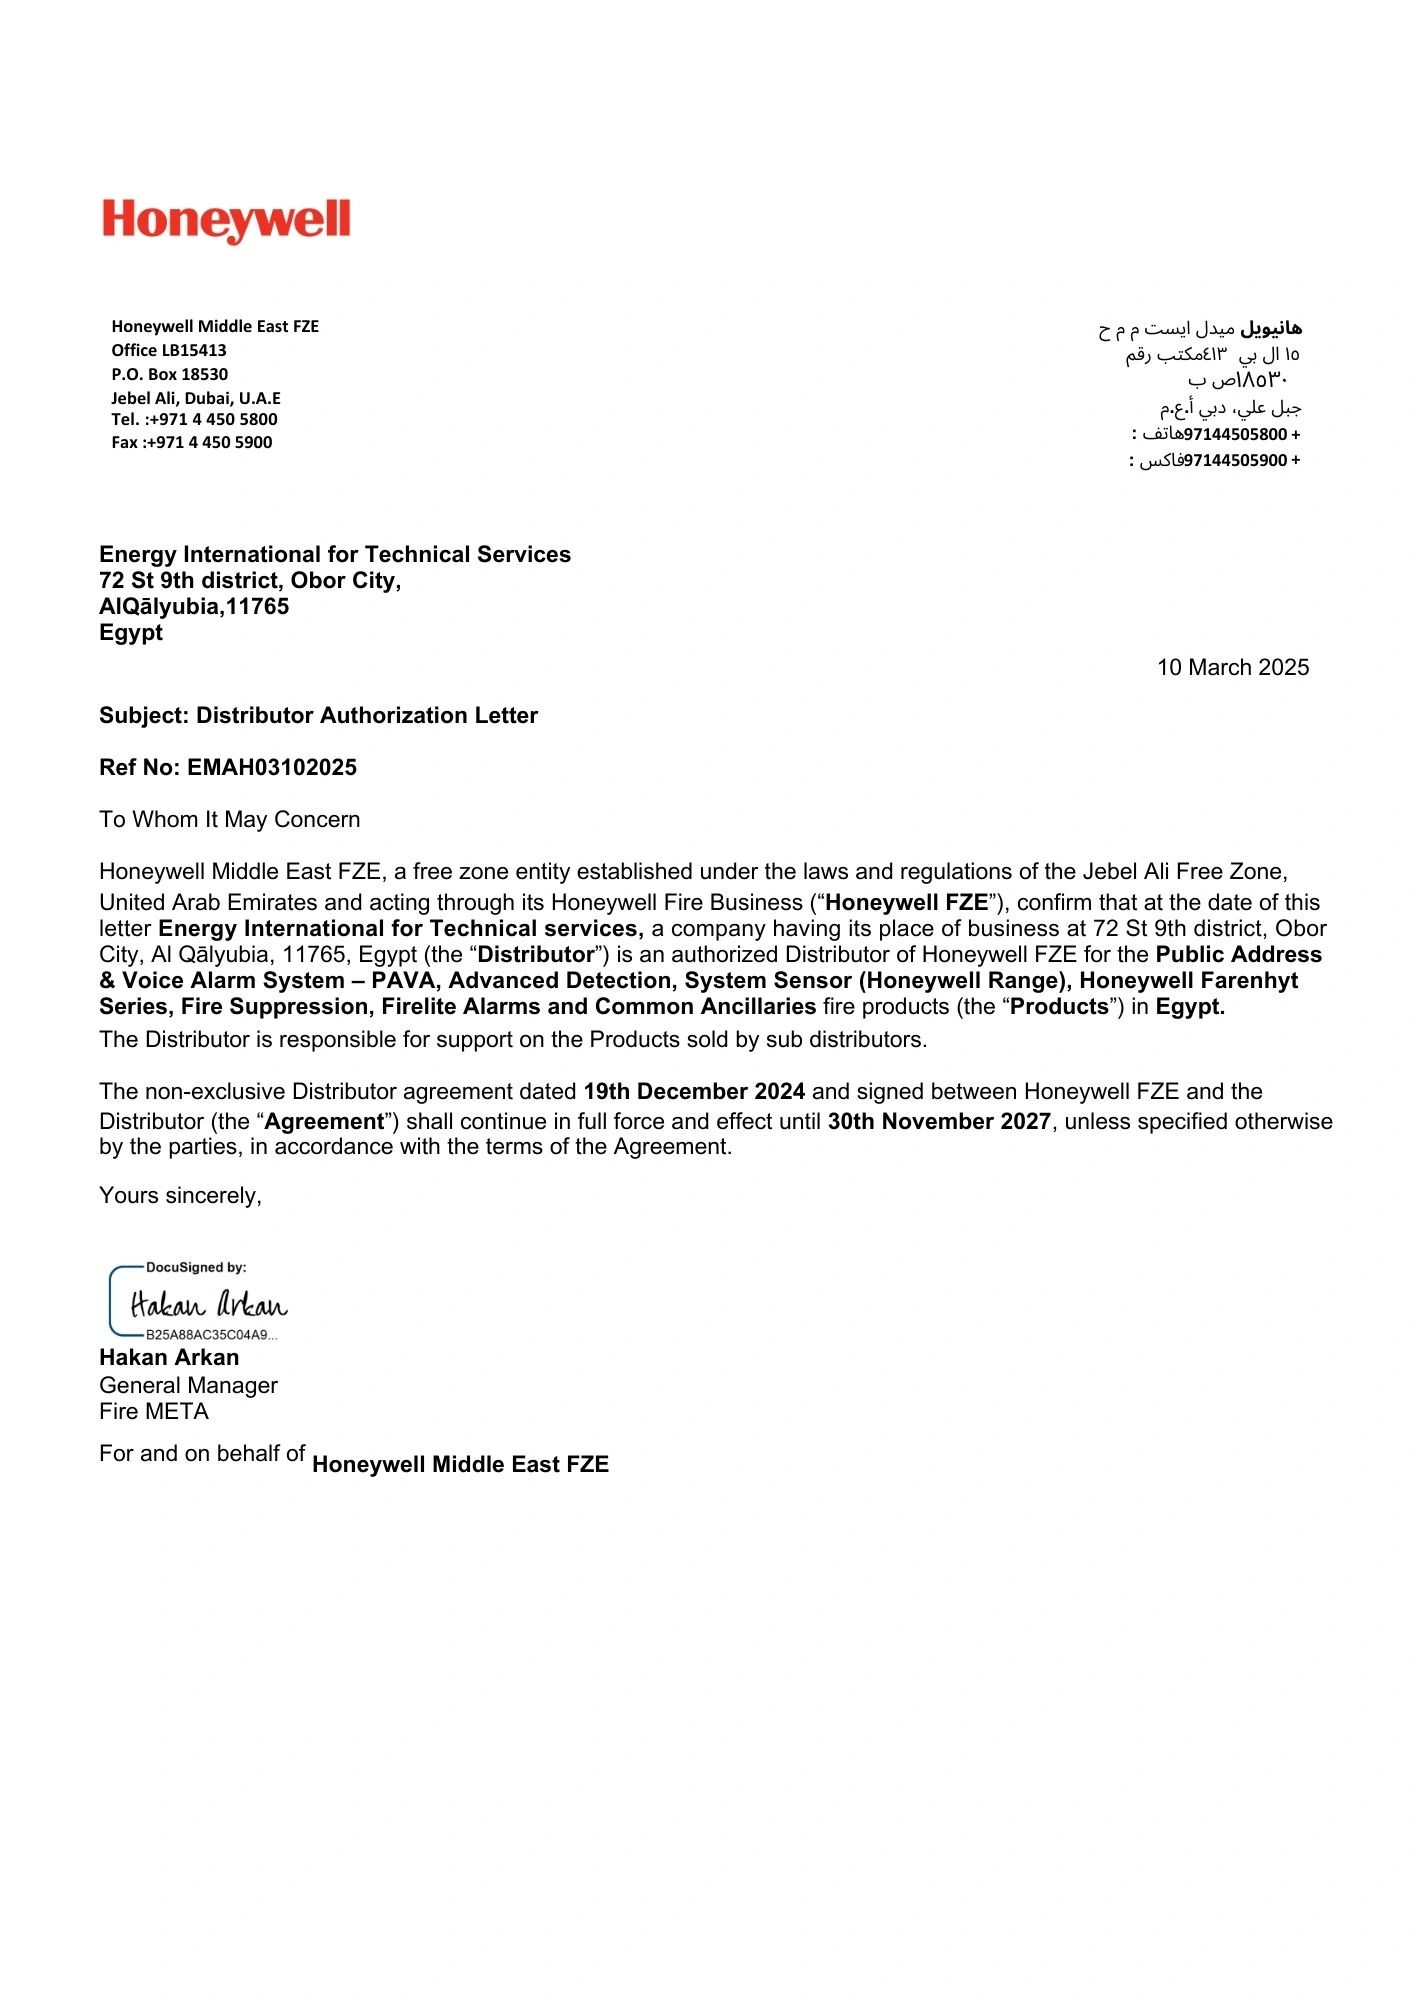 Honeywell
Honeywell Middle East FZE
Office LB15413
P.O. Box 18530
Jebel Ali, Dubai, U.A.E
Tel. :+971 4 450 5800
Fax :+971 4 450 5900
هانيويل ميدل ايست م م ح
١٥ ال بي ٤١٣مكتب رقم
١٨٥٣٠ص ب
جبل علي، دبي أ.ع.م
+ 97144505800هاتف :
+ 97144505900فاكس :
Energy International for Technical Services
72 St 9th district, Obor City,
AlQālyubia,11765
Egypt
10 March 2025
Subject: Distributor Authorization Letter
Ref No: EMAH03102025
To Whom It May Concern
Honeywell Middle East FZE, a free zone entity established under the laws and regulations of the Jebel Ali Free Zone,
United Arab Emirates and acting through its Honeywell Fire Business (“Honeywell FZE”), confirm that at the date of this
letter Energy International for Technical services, a company having its place of business at 72 St 9th district, Obor
City, Al Qālyubia, 11765, Egypt (the “Distributor”) is an authorized Distributor of Honeywell FZE for the Public Address
& Voice Alarm System – PAVA, Advanced Detection, System Sensor (Honeywell Range), Honeywell Farenhyt
Series, Fire Suppression, Firelite Alarms and Common Ancillaries fire products (the “Products”) in Egypt.
The Distributor is responsible for support on the Products sold by sub distributors.
The non-exclusive Distributor agreement dated 19th December 2024 and signed between Honeywell FZE and the
Distributor (the “Agreement”) shall continue in full force and effect until 30th November 2027, unless specified otherwise
by the parties, in accordance with the terms of the Agreement.
Yours sincerely,
DocuSigned by:
Hakan Arkan
B25A88AC35C04A9...
Hakan Arkan
General Manager
Fire META
For and on behalf of Honeywell Middle East FZE